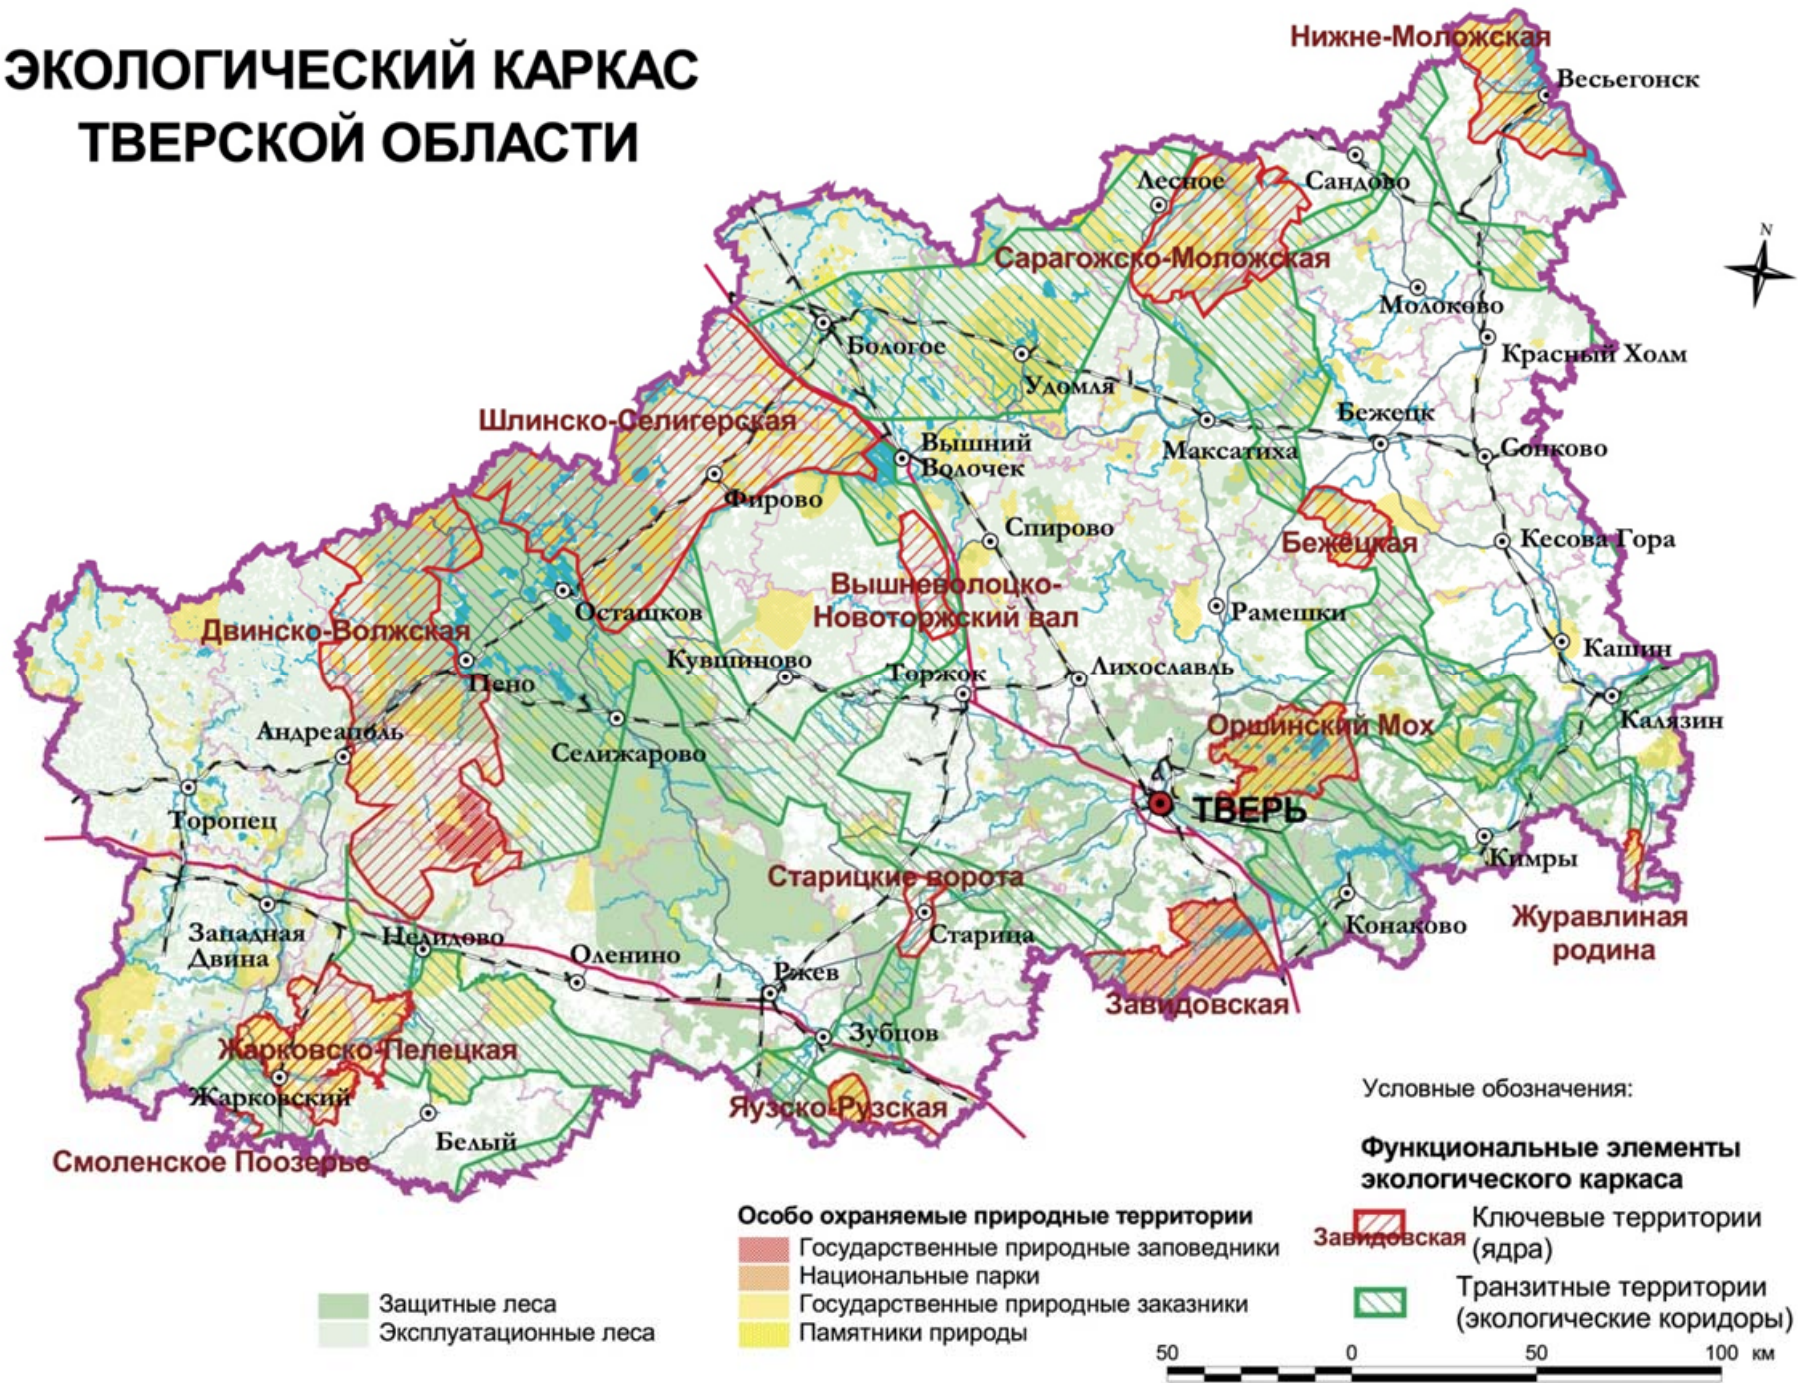 ЭКОЛОГИЧЕСКИЙ КАРКАС
ТВЕРСКОЙ ОБЛАСТИ
Нижне-Моложская
Весьегонск
Лесное
Сандово
N
Сарагожско-Моложская
Молоково
Бологое
Красный Холм
Удомля
Шлинско-Селигерская
Бежецк
Вышний
Волочек
Максатиха
Сонково
Фирово
Спирово
Бежецкая
Кесова Гора
Вышневолоцко-
Новоторжский вал
Осташков
Рамешки
Двинско-Волжская
Кашин
Кувшиново
Торжок
Лихославль
Пено
Андреаполь
Селижарово
Оршинский Мох
Калязин
Торопец
ТВЕРЬ
Кимры
Старицкие ворота
Западная
Двина
Нелидово
Старица
Конаково
Журавлиная
родина
Оленино
Ржев
Завидовская
Зубцов
Жарковско-Пелецкая
Жарковский
Яузско-Рузская
Белый
Смоленское Поозерье
Условные обозначения:
Функциональные элементы
экологического каркаса
Завидовская
Ключевые территории
(ядра)
Транзитные территории
(экологические коридоры)
Особо охраняемые природные территории
Государственные природные заповедники
Национальные парки
Государственные природные заказники
Памятники природы
Защитные леса
Эксплуатационные леса
50 0 50 100 км